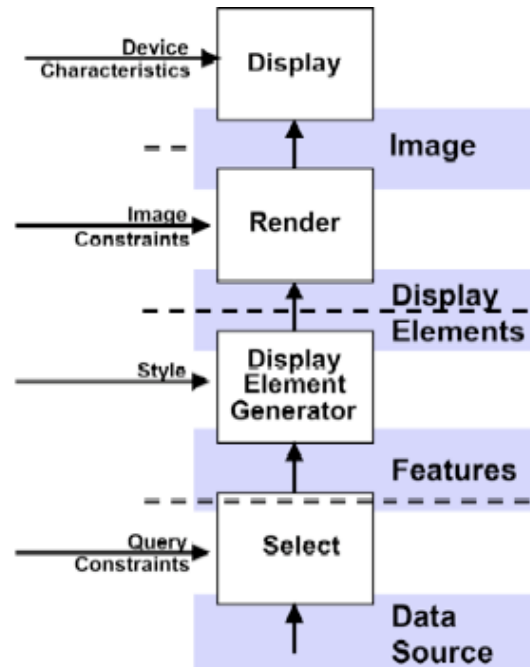 Device
Characteristics
Display
Image
Image
Constraints
Render
Display
Elements
Style
Display
Element
Generator
Features
Query
Constraints
Select
Data
Source